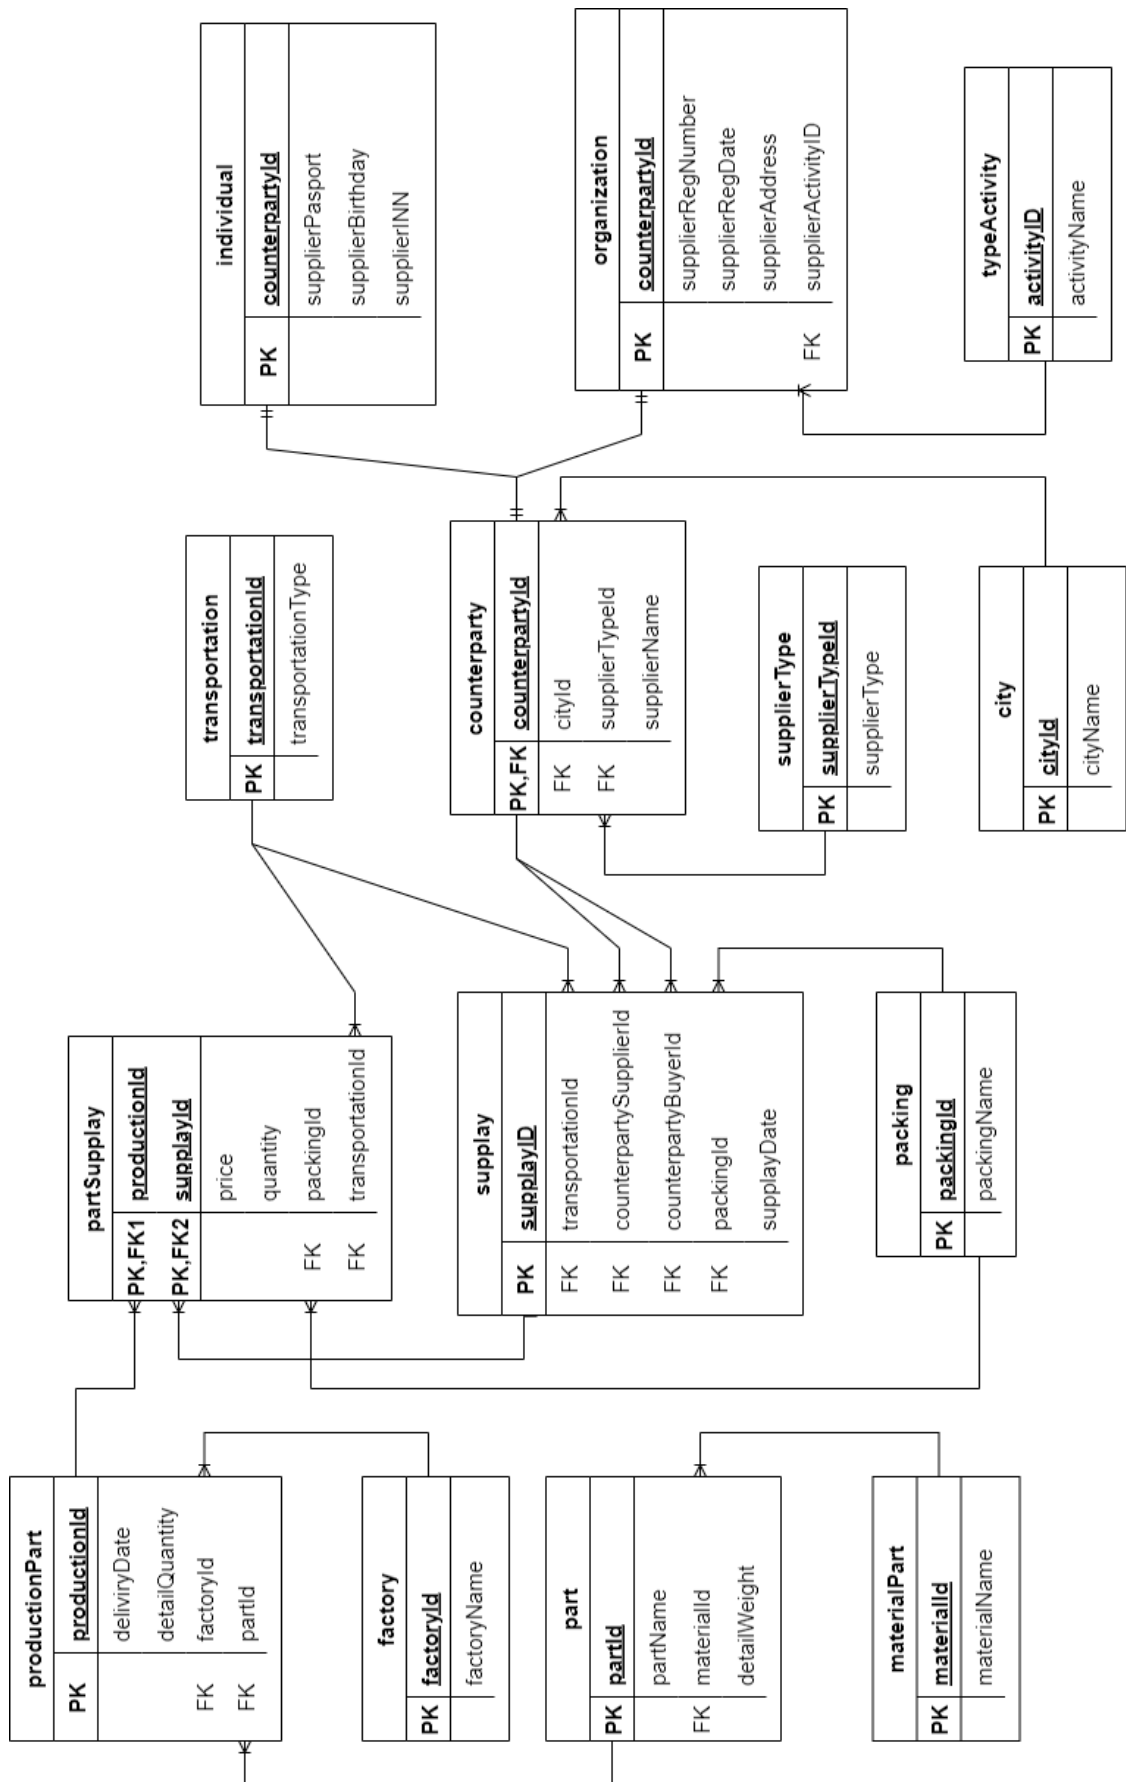 productionPart
PK productionId
deliviryDate
detailQuantity
FK factoryId
FK partId
factory
PK factoryId
factoryName
part
PK partId
partName
FK materialId
detailWeight
materialPart
PK materialId
materialName
partSupplay
PK,FK1 productionId
PK,FK2 supplayId
price
quantity
FK packingId
FK transportationId
supplay
PK supplayID
FK transportationId
FK counterpartySupplierId
FK counterpartyBuyerId
FK packingId
supplayDate
packing
PK packingId
packingName
transportation
PK transportationId
transportationType
counterparty
PK,FK counterpartyId
FK cityId
FK supplierTypeId
supplierName
supplierType
PK supplierTypeId
supplierType
city
PK cityId
cityName
individual
PK counterpartyId
supplierPasport
supplierBirthday
supplierINN
organization
PK counterpartyId
supplierRegNumber
supplierRegDate
supplierAddress
FK supplierActivityID
typeActivity
PK activityID
activityName